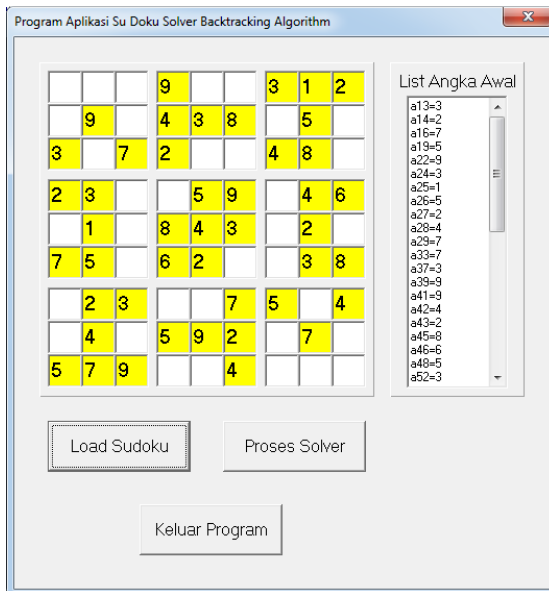 Program Aplikasi Su Doku Solver Backtracking Algorithm
List Angka Awal
9 3 1 2
9 4 3 8 5
3 7 2 4 8
2 3 5 9 4 6
1 8 4 3 2
7 5 6 2 3 8
2 3 7 5 4
4 5 9 2 7
5 7 9 4
a13=3
a14=2
a16=7
a19=5
a22=9
a24=3
a25=1
a26=5
a27=2
a28=4
a29=7
a33=7
a37=3
a39=9
a41=9
a42=4
a43=2
a45=8
a46=6
a48=5
a52=3
Load Sudoku
Proses Solver
Keluar Program